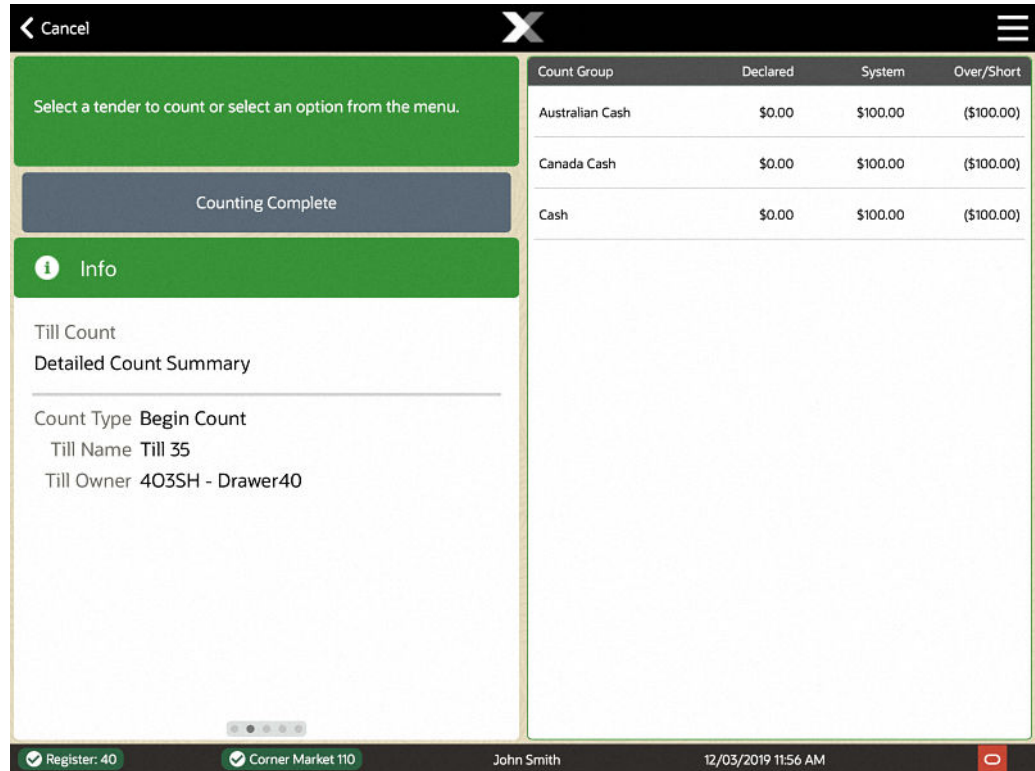 Cancel
Select a tender to count or select an option from the menu.
Counting Complete
Info
Till Count
Detailed Count Summary
Count Type Begin Count
Till Name Till 35
Till Owner 4O3SH - Drawer40
Count Group Declared System Over/Short
Australian Cash $0.00 $100.00 ($100.00)
Canada Cash $0.00 $100.00 ($100.00)
Cash $0.00 $100.00 ($100.00)
Register: 40 Corner Market 110 John Smith 12/03/2019 11:56 AM